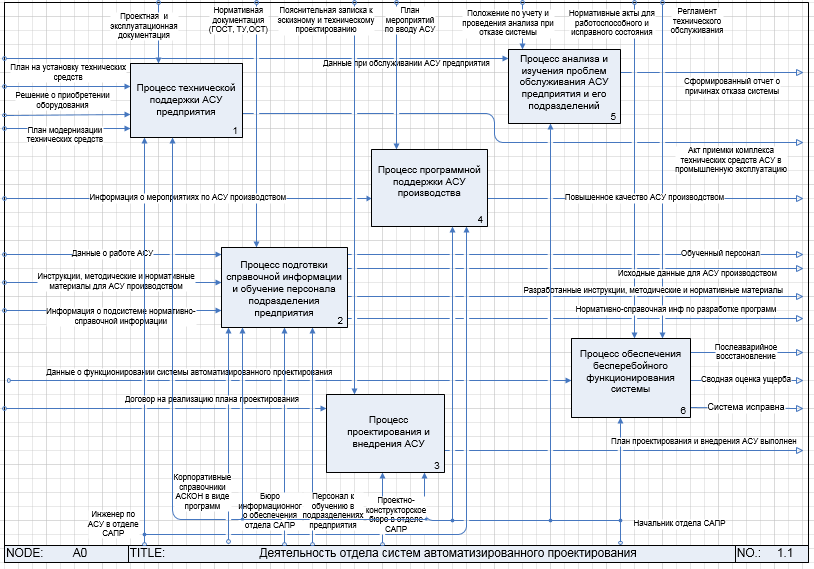 Проектная и
эксплуатационная
документация
Нормативная
документация
(ГОСТ, ТУ,ОСТ)
Пояснительная записка к
эскизному и техническому
проектированию
План
мероприятий
по вводу АСУ
Положение по учету и
проведения анализа при
отказе системы
Нормативные акты для
работоспособного и
исправного состояния
Регламент
технического
обслуживания
План на установку технических
средств
Решение о приобретении
оборудования
План модернизации
технических средств
Процесс технической
поддержки АСУ
предприятия
1
Данные при обслуживании АСУ предприятия
Процесс анализа и
изучения проблем
обслуживания АСУ
предприятия и его
подразделений
5
Сформированный отчет о
причинах отказа системы
Акт приемки комплекса
технических средств АСУ в
промышленную эксплуатацию
Процесс программной
поддержки АСУ
производства
4
Информация о мероприятиях по АСУ производством
Повышенное качество АСУ производством
Данные о работе АСУ
Инструкции, методические и нормативные
материалы для АСУ производством
Информация о подсистеме нормативно-
справочной информации
Процесс подготвки
справочной информации
и обучение персонала
подразделения
предприятия
2
Обученный персонал
Исходные данные для АСУ производством
Разработанные инструкции, методические и нормативные материалы
Нормативно-справочная инф по разработке программ
Данные о функционировании системы автоматизированного проектирования
Процесс обеспечения
бесперебойного
функционирования
системы
6
Послеаварийное
восстановление
Сводная оценка ущерба
Система исправна
Договор на реализацию плана проектирования
Процесс
проектирования и
внедрения АСУ
3
План проектирования и внедрения АСУ выполнен
Инженер по
АСУ в отделе
САПР
Корпоративные
справочники
АСКОН в виде
программ
Бюро
информационног
о обеспечения
отдела САПР
Персонал к
обучению в
подразделениях
предприятия
Проектно-
конструкторское
бюро в отделе
САПР
Начальник отдела САПР
NODE: A0 TITLE: Деятельность отдела систем автоматизированного проектирования NO.: 1.1